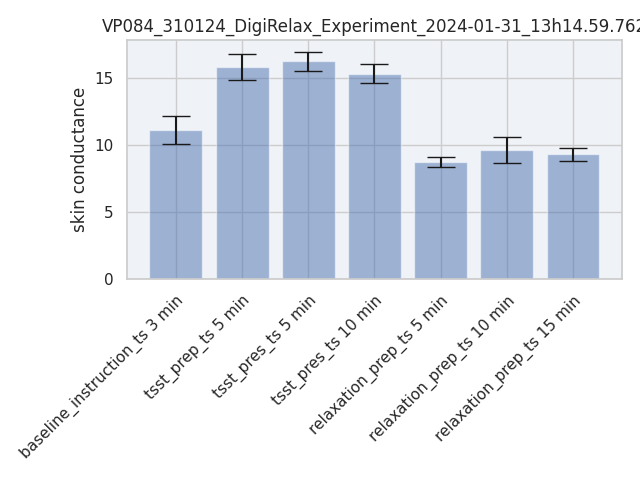 VP084_310124_DigiRelax_Experiment_2024-01-31_13h14.59.762
skin conductance
15
10
5
0
baseline_instruction_ts 3 min
tsst_prep_ts 5 min
tsst_pres_ts 5 min
tsst_pres_ts 10 min
relaxation_prep_ts 5 min
relaxation_prep_ts 10 min
relaxation_prep_ts 15 min